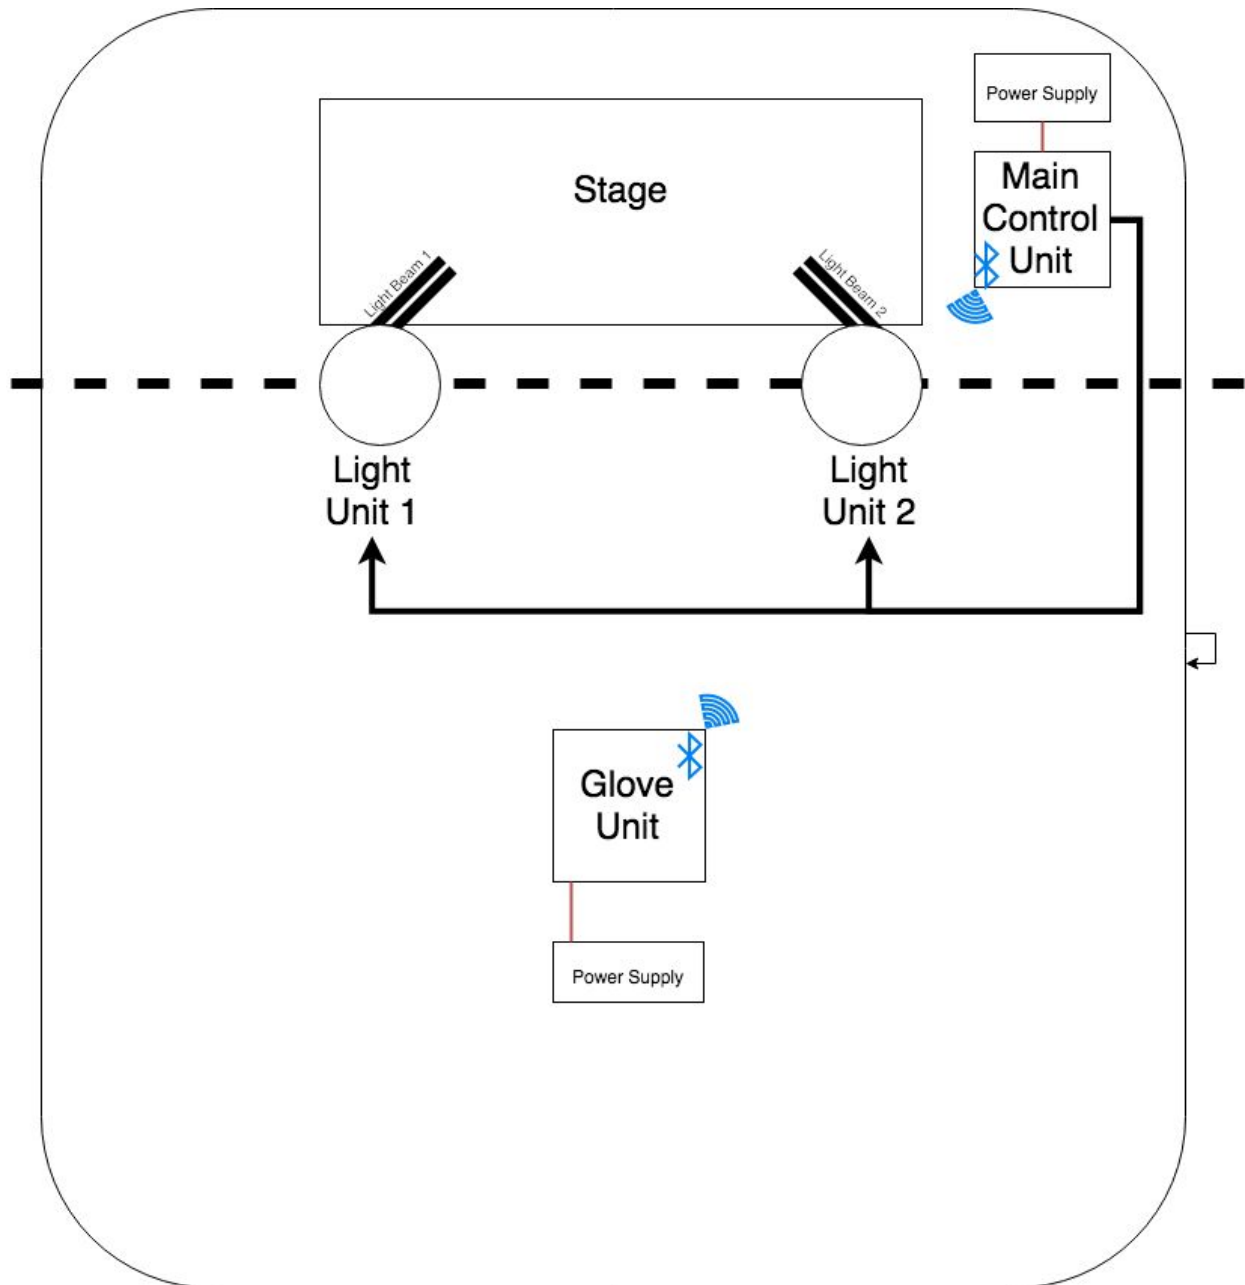 Power Supply
Main
Control
Unit
Stage
Light Beam 1
Light Beam 2
Light
Unit 1
Light
Unit 2
Glove
Unit
Power Supply